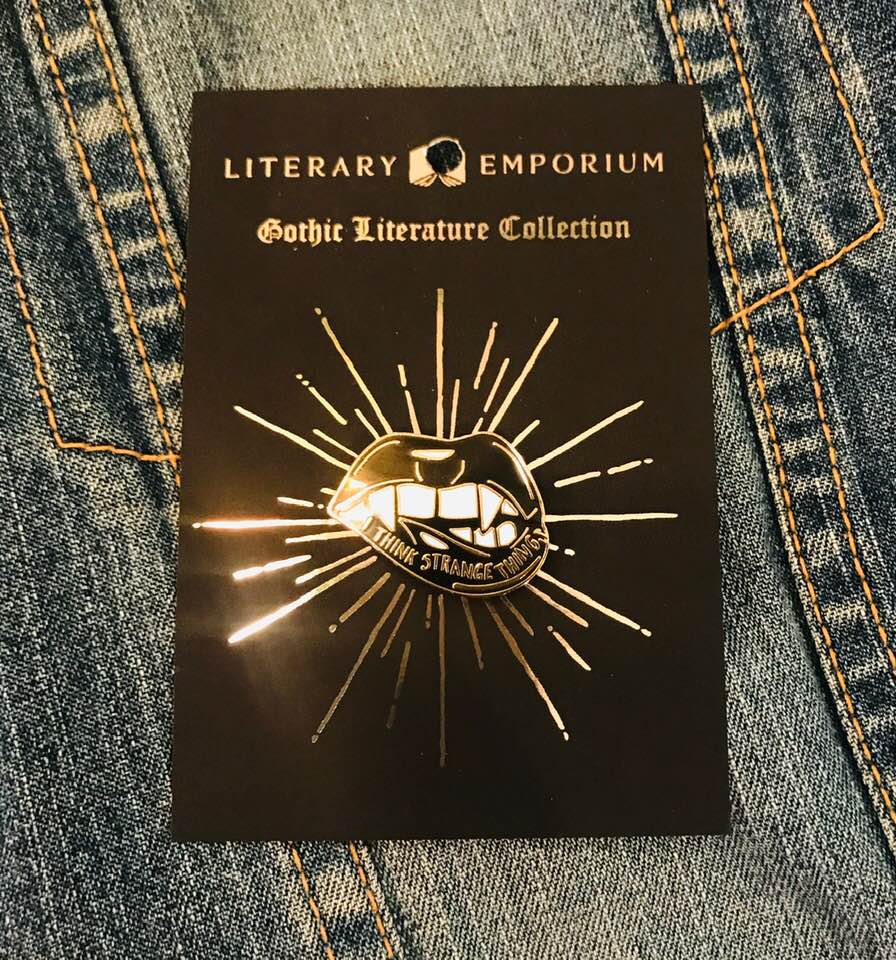 LITERARY EMPORIUM
Gothic Literature Collection
I THINK STRANGE THINGS